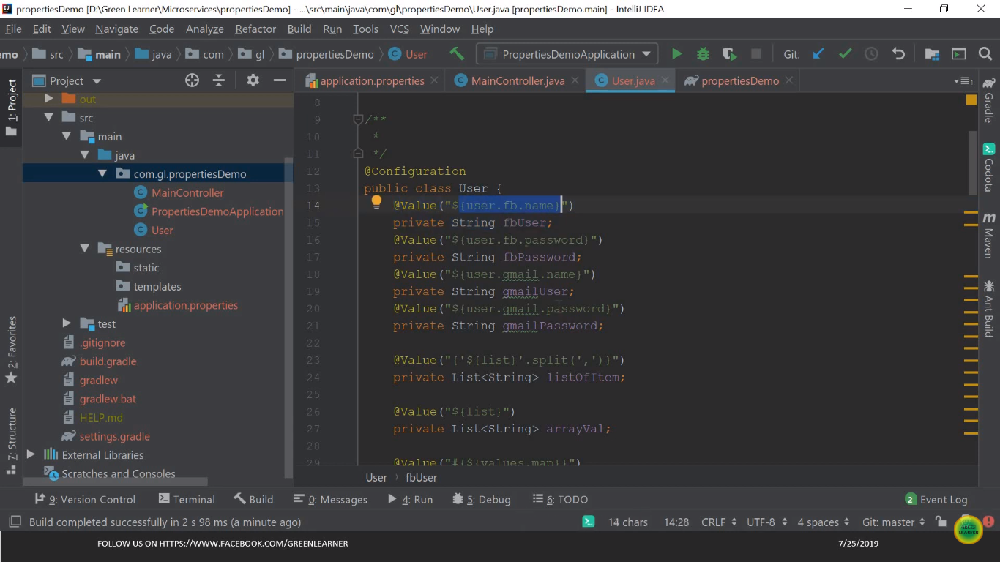 propertiesDemo [D:\Green Learner\Microservices\propertiesDemo] - ...\src\main\java\com\gl\propertiesDemo\User.java [propertiesDemo.main] - IntelliJ IDEA
File Edit View Navigate Code Analyze Refactor Build Run Tools VCS Window Help
emo src main java com gl propertiesDemo User PropertiesDemoApplication Git:
1: Project
Project
application.properties MainController.java User.java propertiesDemo
out
src
main
java
com.gl.propertiesDemo
MainController
PropertiesDemoApplication
User
resources
static
templates
application.properties
test
.gitignore
build.gradle
gradlew
gradlew.bat
HELP.md
settings.gradle
External Libraries
Scratches and Consoles
2: Favorites
7: Structure
8
9 /**
10 *
11 */
12 @Configuration
13 public class User {
14 @Value("${user.fb.name}")
15 private String fbUser;
16 @Value("${user.fb.password}")
17 private String fbPassword;
18 @Value("${user.gmail.name}")
19 private String gmailUser;
20 @Value("${user.gmail.password}")
21 private String gmailPassword;
22
23 @Value("{'${list}'.split(',')}")
24 private List<String> listOfItem;
25
26 @Value("${list}")
27 private List<String> arrayVal;
28
29 @Value("#{${values.map}}")
User › fbUser
Gradle
Codota
Maven
Ant Build
9: Version Control Terminal Build 0: Messages 4: Run 5: Debug 6: TODO 2 Event Log
Build completed successfully in 2 s 98 ms (a minute ago) 14 chars 14:28 CRLF UTF-8 4 spaces Git: master
GREEN LEARNER
FOLLOW US ON HTTPS://WWW.FACEBOOK.COM/GREENLEARNER 7/25/2019